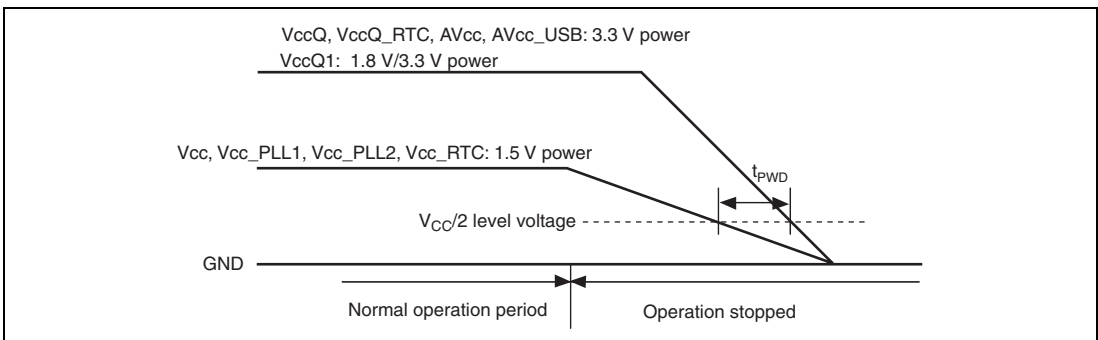 VccQ, VccQ_RTC, AVcc, AVcc_USB: 3.3 V power
VccQ1: 1.8 V/3.3 V power
Vcc, Vcc_PLL1, Vcc_PLL2, Vcc_RTC: 1.5 V power
tPWD
VCC/2 level voltage
GND
Normal operation period
Operation stopped